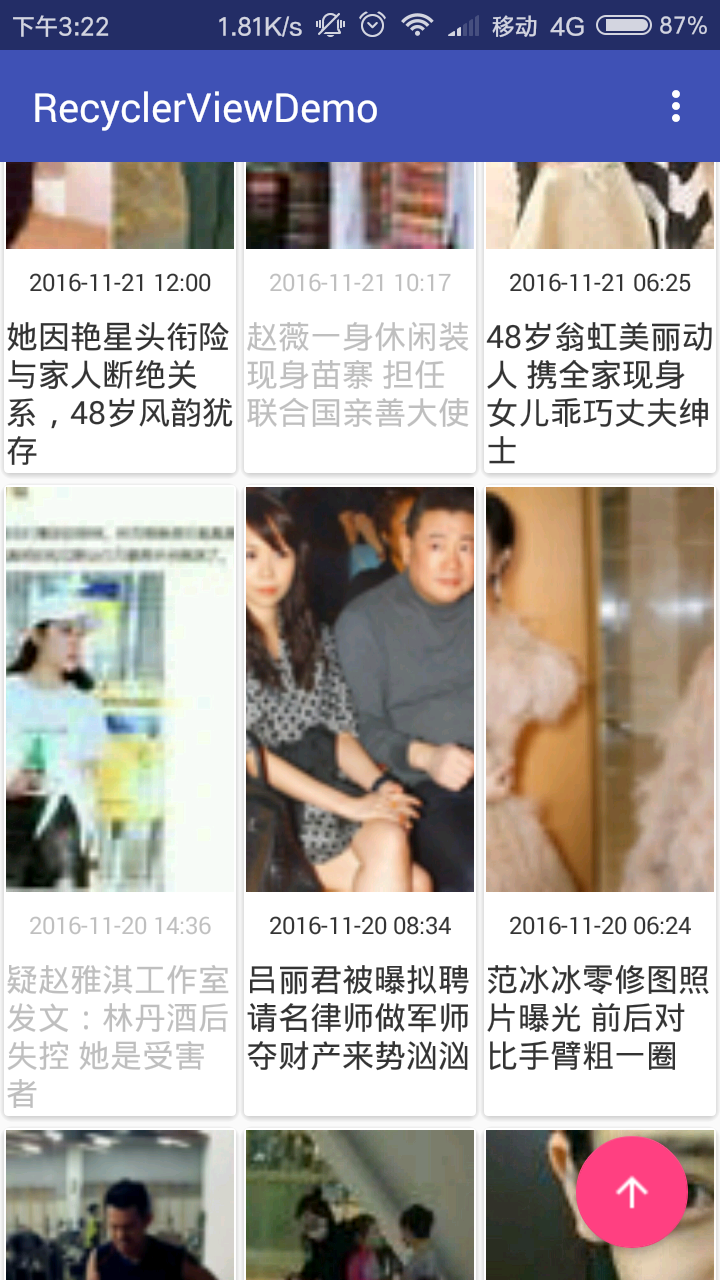 下午3:22 1.81K/s 移动 4G 87%
RecyclerViewDemo
2016-11-21 12:00
她因艳星头衔险
与家人断绝关
系，48岁风韵犹
存
2016-11-21 10:17
赵薇一身休闲装
现身苗寨 担任
联合国亲善大使
2016-11-21 06:25
48岁翁虹美丽动
人 携全家现身
女儿乖巧丈夫绅
士
2016-11-20 14:36
疑赵雅淇工作室
发文：林丹酒后
失控 她是受害
者
2016-11-20 08:34
吕丽君被曝拟聘
请名律师做军师
夺财产来势汹汹
2016-11-20 06:24
范冰冰零修图照
片曝光 前后对
比手臂粗一圈